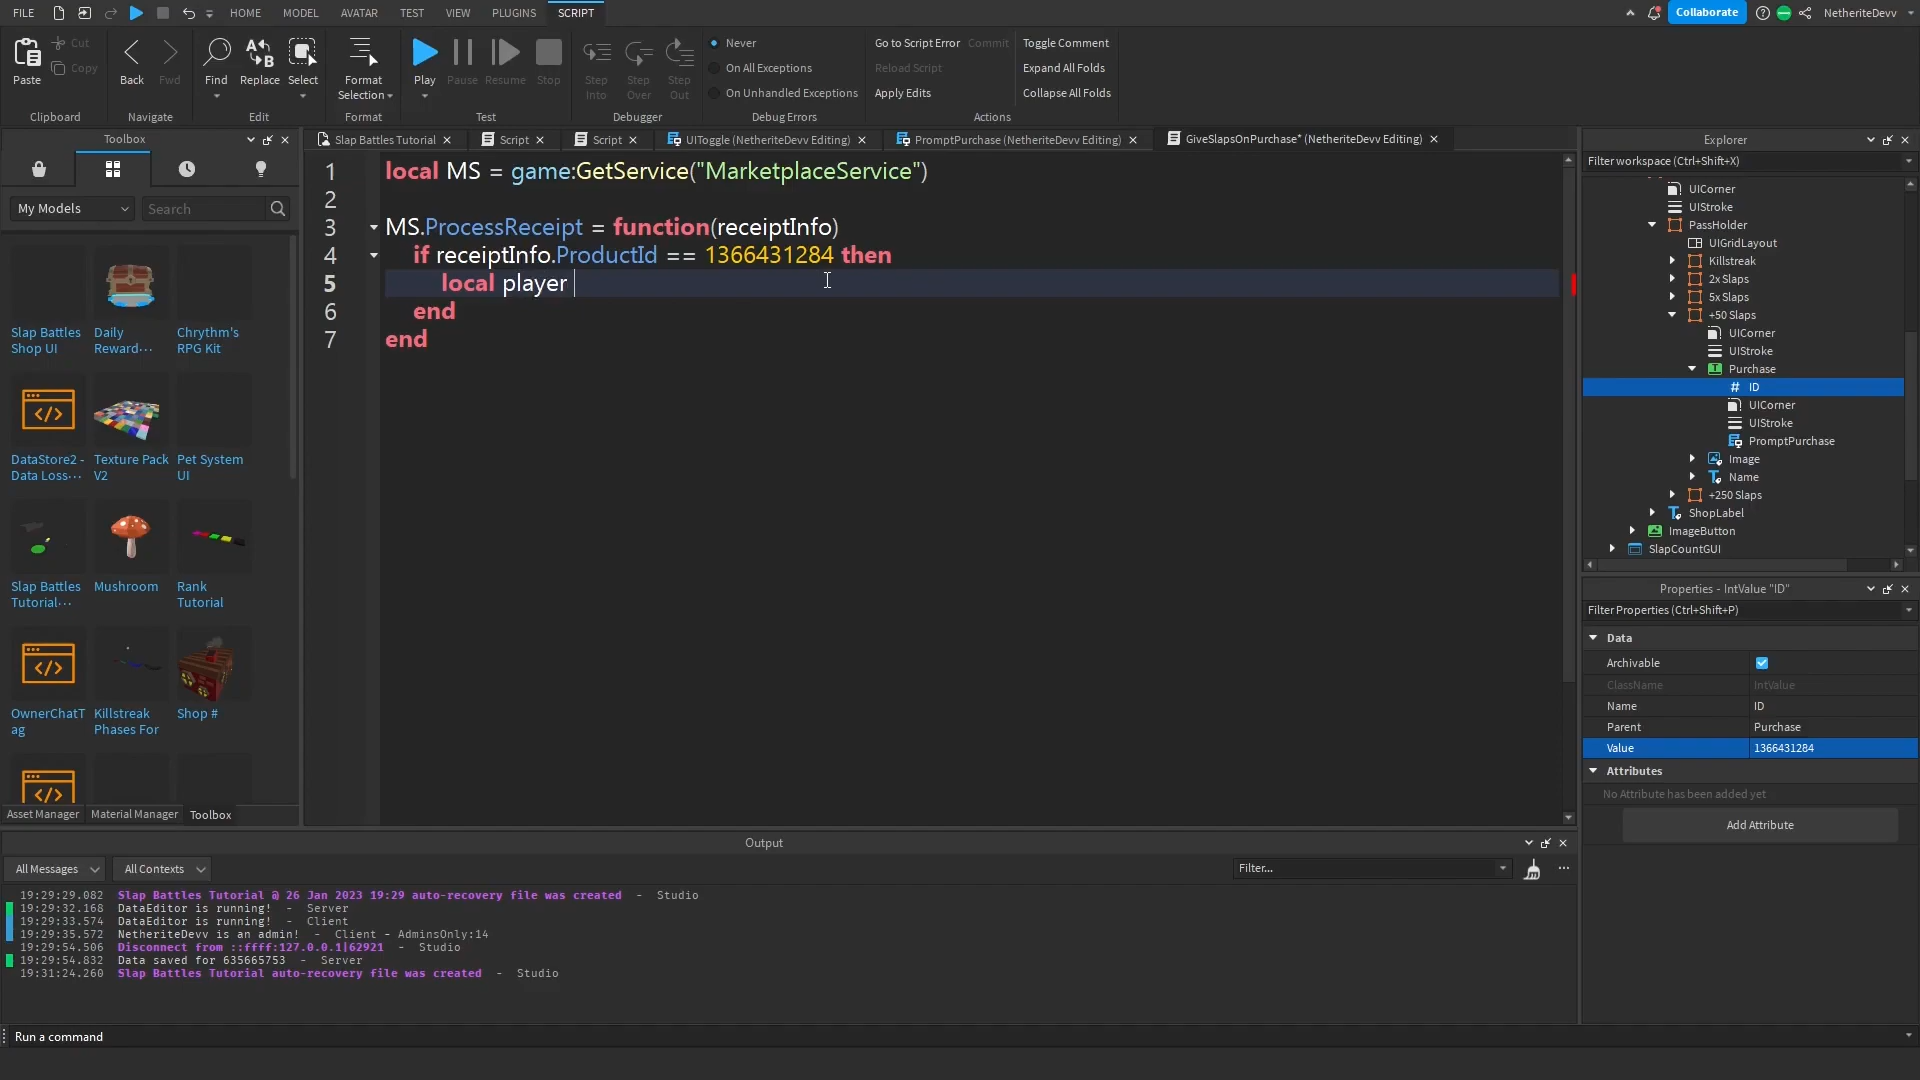 FILE HOME MODEL AVATAR TEST VIEW PLUGINS SCRIPT Collaborate NetheriteDevv
Paste Cut Copy Back Fwd Find Replace Select Format Selection Play Pause Resume Stop Step Into Step Over Step Out
Never Go to Script Error Commit Toggle Comment
On All Exceptions Reload Script Expand All Folds
On Unhandled Exceptions Apply Edits Collapse All Folds
Clipboard Navigate Edit Format Test Debugger Debug Errors Actions
Toolbox
My Models Search
Slap Battles Shop UI
Daily Reward...
Chrythm's RPG Kit
DataStore2 - Data Loss...
Texture Pack V2
Pet System UI
Slap Battles Tutorial...
Mushroom
Rank Tutorial
OwnerChatTag
Killstreak Phases For
Shop #
Asset Manager Material Manager Toolbox
Slap Battles Tutorial Script Script UIToggle (NetheriteDevv Editing) PromptPurchase (NetheriteDevv Editing) GiveSlapsOnPurchase* (NetheriteDevv Editing)
1 local MS = game:GetService("MarketplaceService")
2
3 MS.ProcessReceipt = function(receiptInfo)
4 if receiptInfo.ProductId == 1366431284 then
5 local player
6 end
7 end
Explorer
Filter workspace (Ctrl+Shift+X)
UICorner
UIStroke
PassHolder
UIGridLayout
Killstreak
2x Slaps
5x Slaps
+50 Slaps
UICorner
UIStroke
Purchase
# ID
UICorner
UIStroke
PromptPurchase
Image
Name
+250 Slaps
ShopLabel
ImageButton
SlapCountGUI
Properties - IntValue "ID"
Filter Properties (Ctrl+Shift+P)
Data
Archivable
ClassName IntValue
Name ID
Parent Purchase
Value 1366431284
Attributes
No Attribute has been added yet
Add Attribute
Output
All Messages All Contexts Filter...
19:29:29.082 Slap Battles Tutorial @ 26 Jan 2023 19:29 auto-recovery file was created - Studio
19:29:32.168 DataEditor is running! - Server
19:29:33.574 DataEditor is running! - Client
19:29:35.572 NetheriteDevv is an admin! - Client - AdminsOnly:14
19:29:54.506 Disconnect from ::ffff:127.0.0.1|62921 - Studio
19:29:54.832 Data saved for 635665753 - Server
19:31:24.260 Slap Battles Tutorial auto-recovery file was created - Studio
Run a command